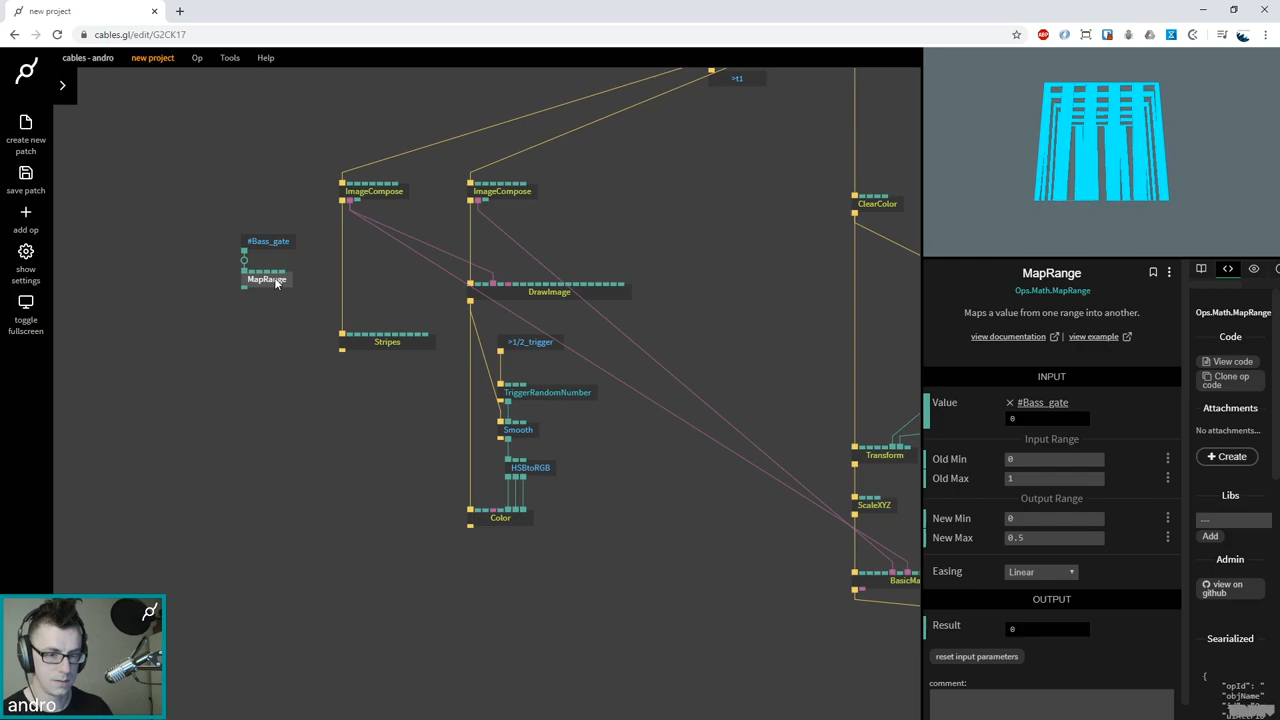 new project
cables.gl/edit/G2CK17
cables - andro
new project
Op
Tools
Help
create new
patch
save patch
add op
show
settings
toggle
fullscreen
>t1
ImageCompose
ImageCompose
ClearColor
#Bass_gate
MapRange
DrawImage
Stripes
>1/2_trigger
TriggerRandomNumber
Smooth
HSBtoRGB
Color
Transform
ScaleXYZ
BasicMa
MapRange
Ops.Math.MapRange
Maps a value from one range into another.
view documentation
view example
INPUT
Value
#Bass_gate
0
Input Range
Old Min
0
Old Max
1
Output Range
New Min
0
New Max
0.5
Easing
Linear
OUTPUT
Result
0
reset input parameters
comment:
Ops.Math.MapRange
Code
View code
Clone op
code
Attachments
No attachments...
+ Create
Libs
---
Add
Admin
view on
github
Searialized
{
"opId": "
"objName"
andro